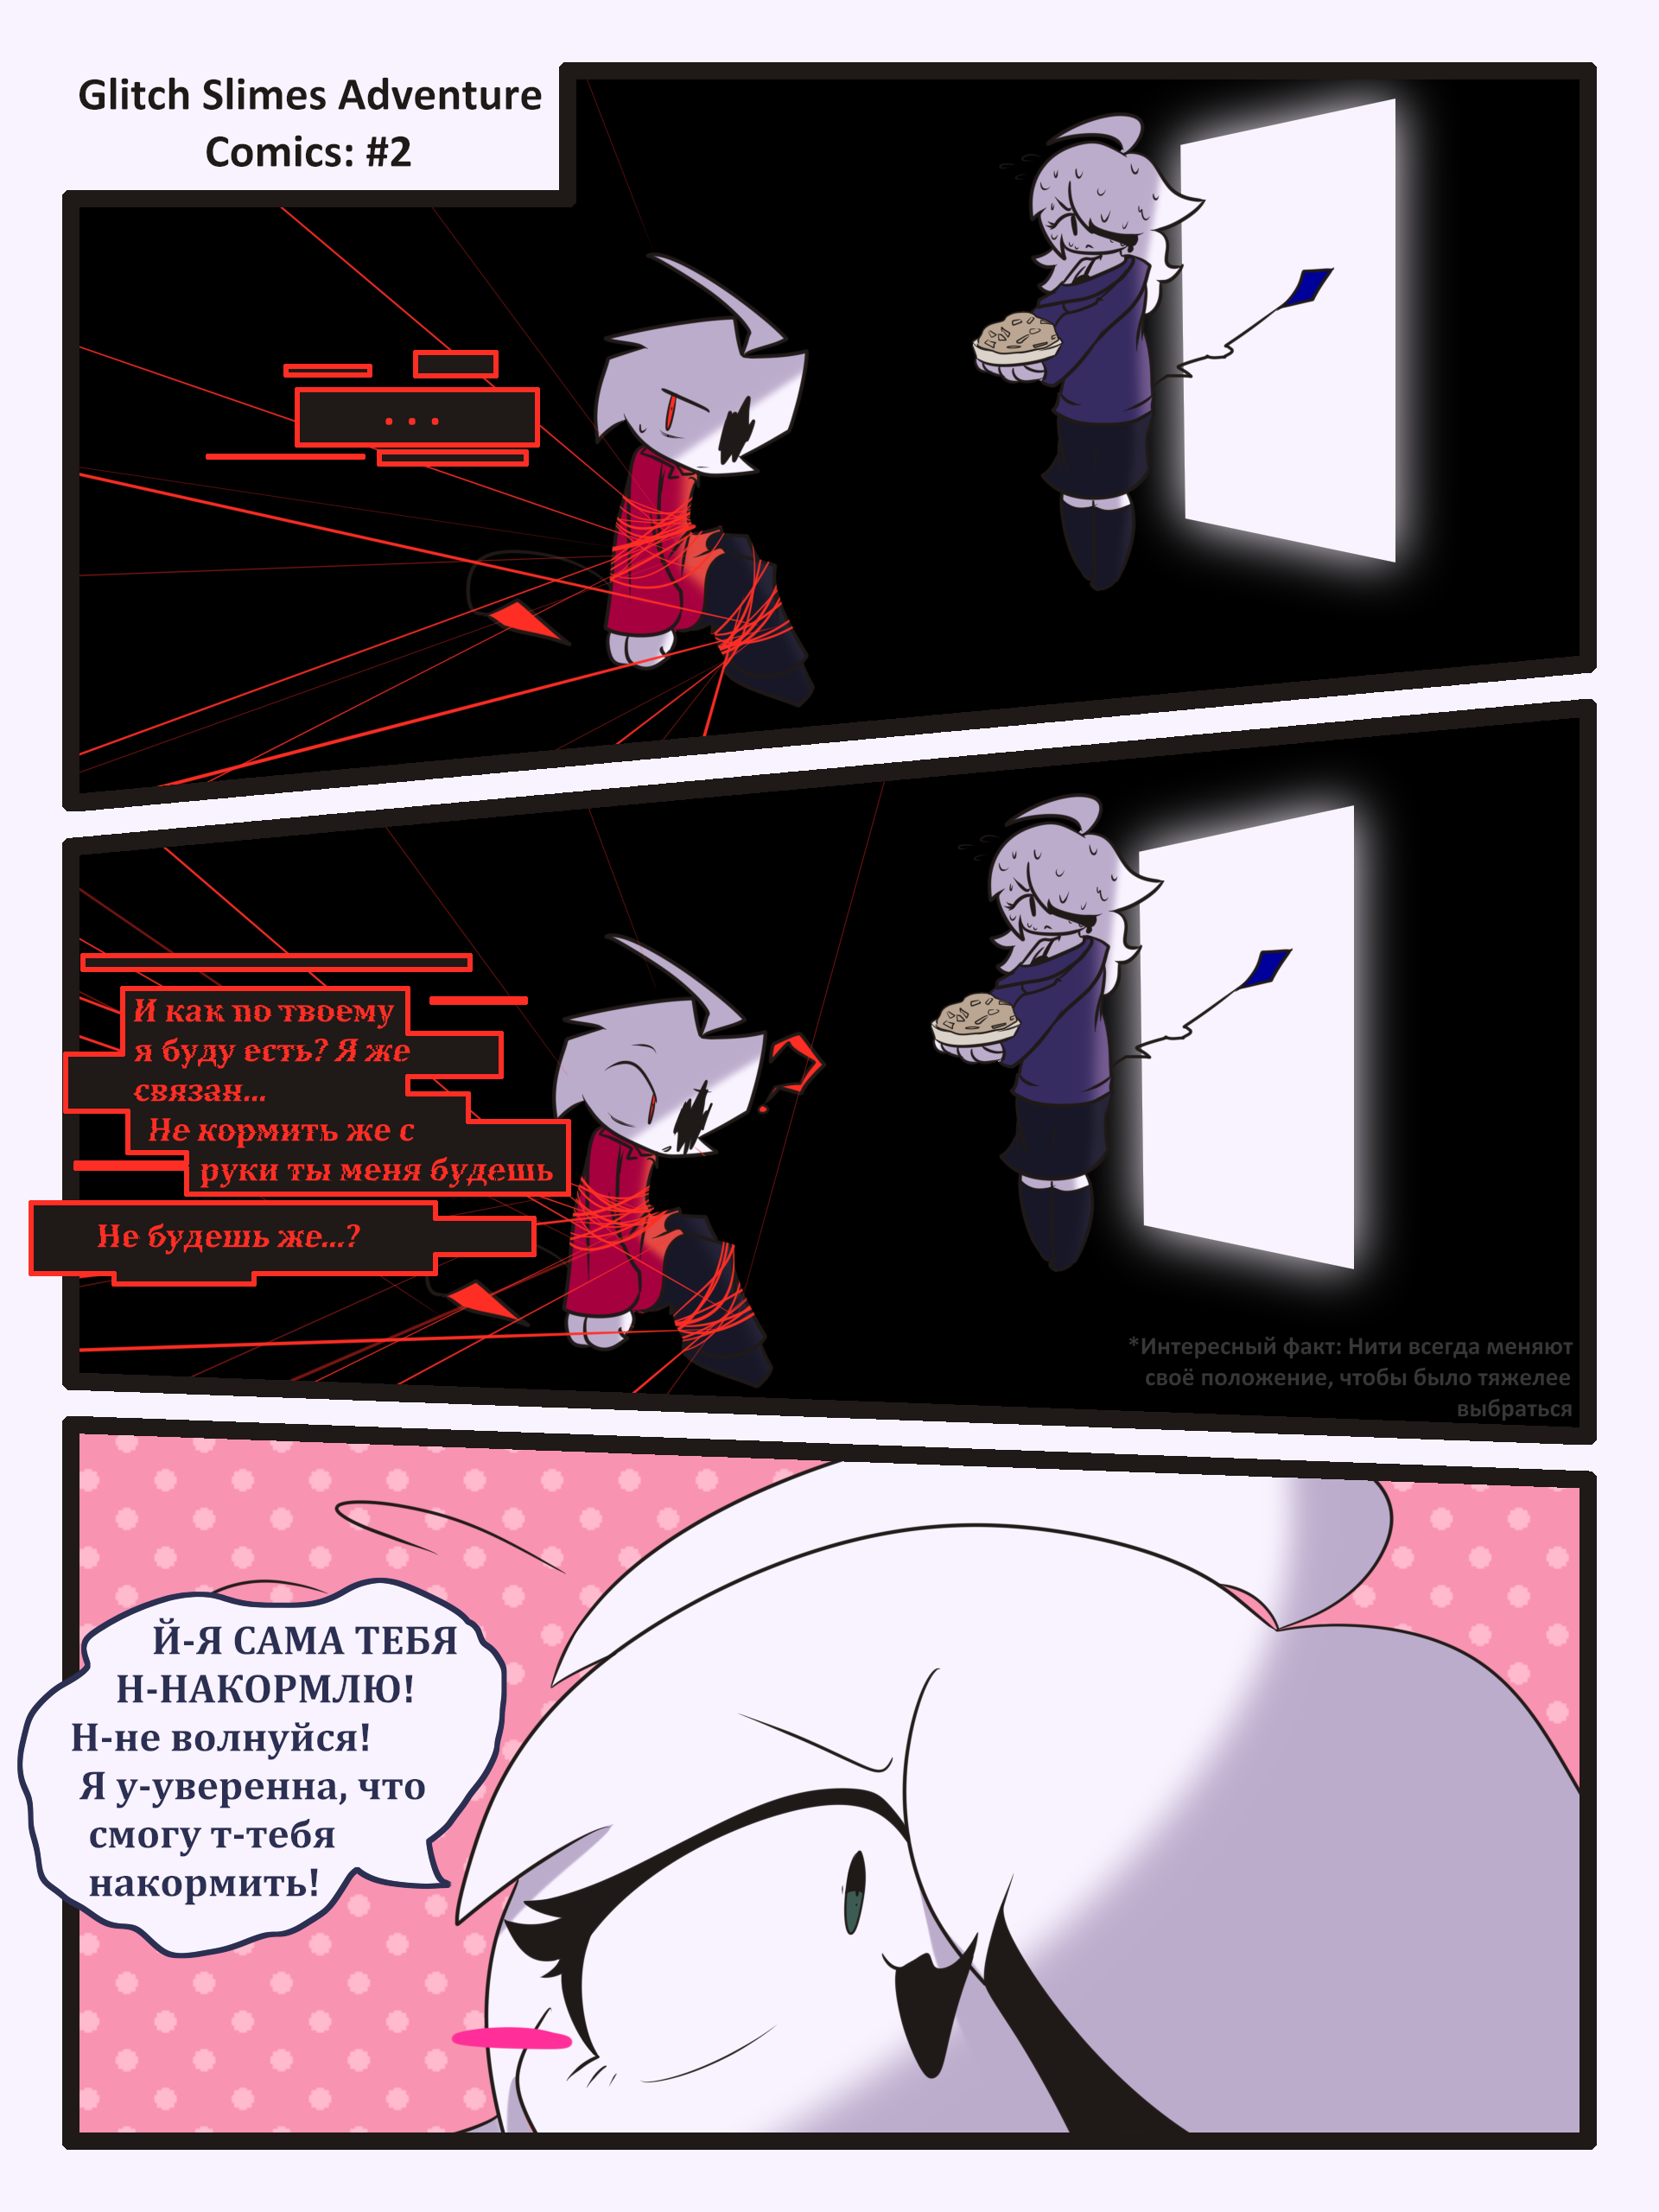 Glitch Slimes Adventure
Comics: #2
. . .
И как по твоему
я буду есть? Я же
связан...
Не кормить же с
руки ты меня будешь
Не будешь же...?
*Интересный факт: Нити всегда меняют
своё положение, чтобы было тяжелее
выбраться
Й-Я САМА ТЕБЯ
Н-НАКОРМЛЮ!
Н-не волнуйся!
Я у-уверенна, что
смогу т-тебя
накормить!